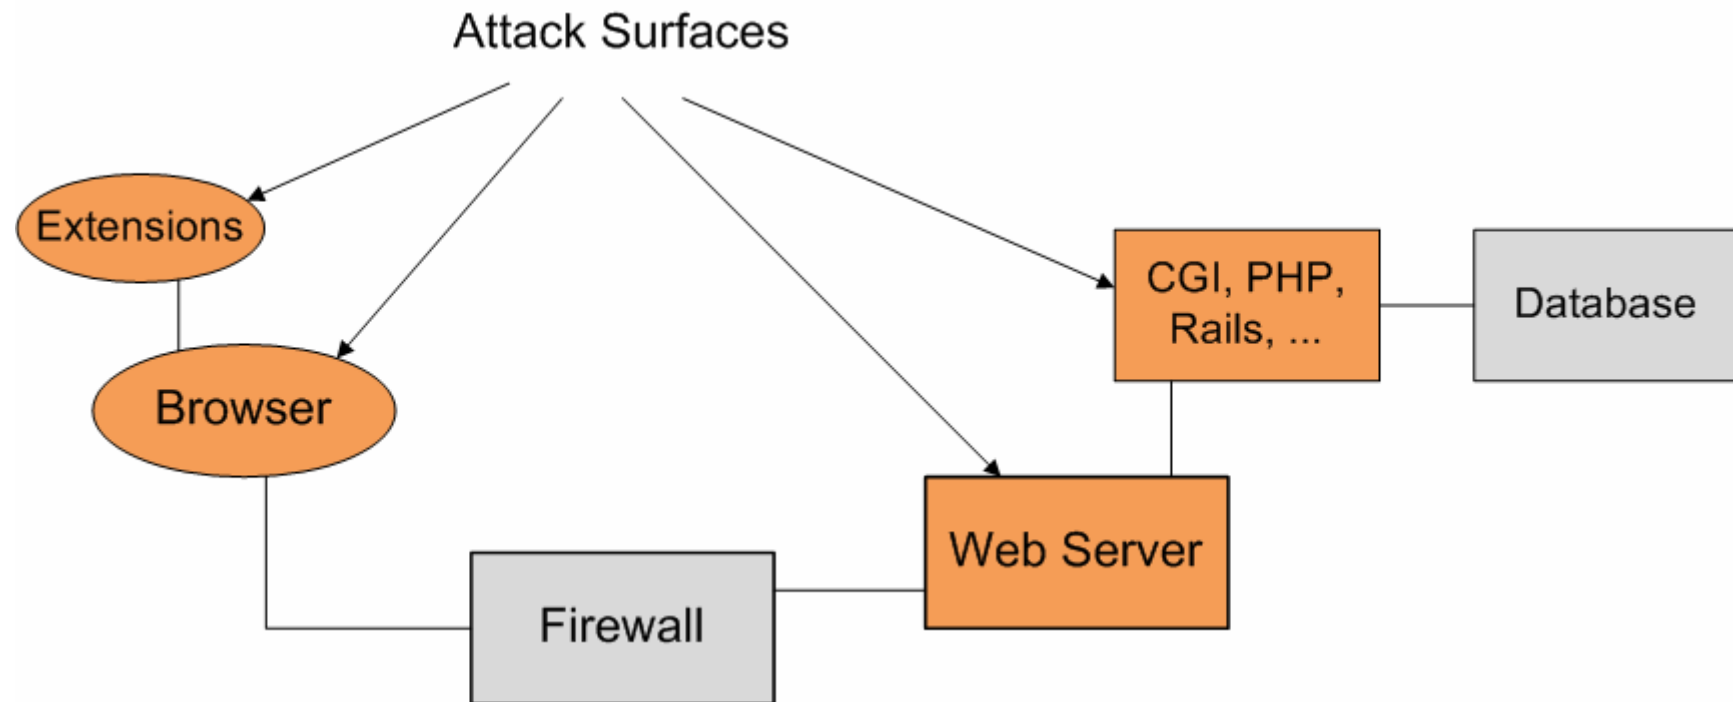 Attack Surfaces
Extensions
CGI, PHP,
Rails, ...
Database
Browser
Web Server
Firewall